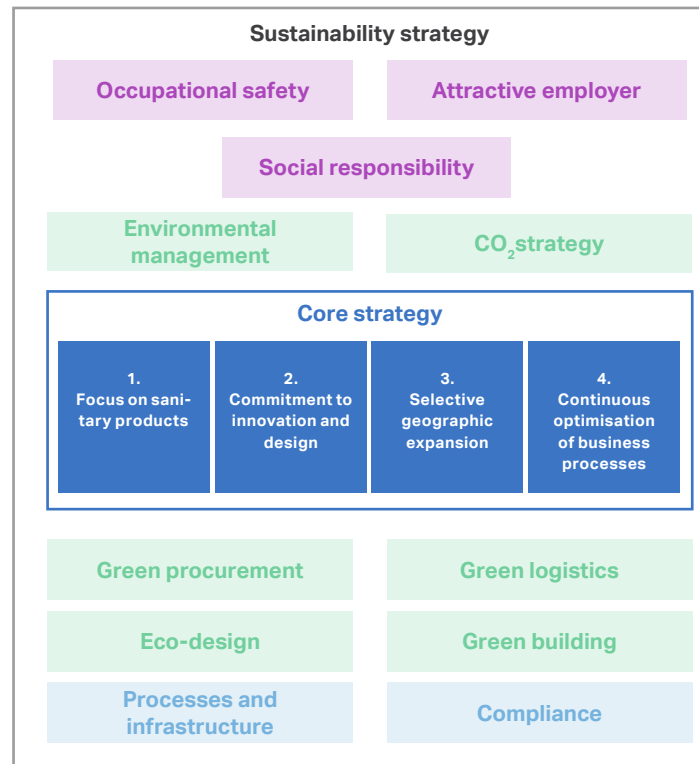 Sustainability strategy
Occupational safety
Attractive employer
Social responsibility
Environmental
management
CO₂strategy
Core strategy
1.
Focus on sani-
tary products
2.
Commitment to
innovation and
design
3.
Selective
geographic
expansion
4.
Continuous
optimisation
of business
processes
Green procurement
Green logistics
Eco-design
Green building
Processes and
infrastructure
Compliance